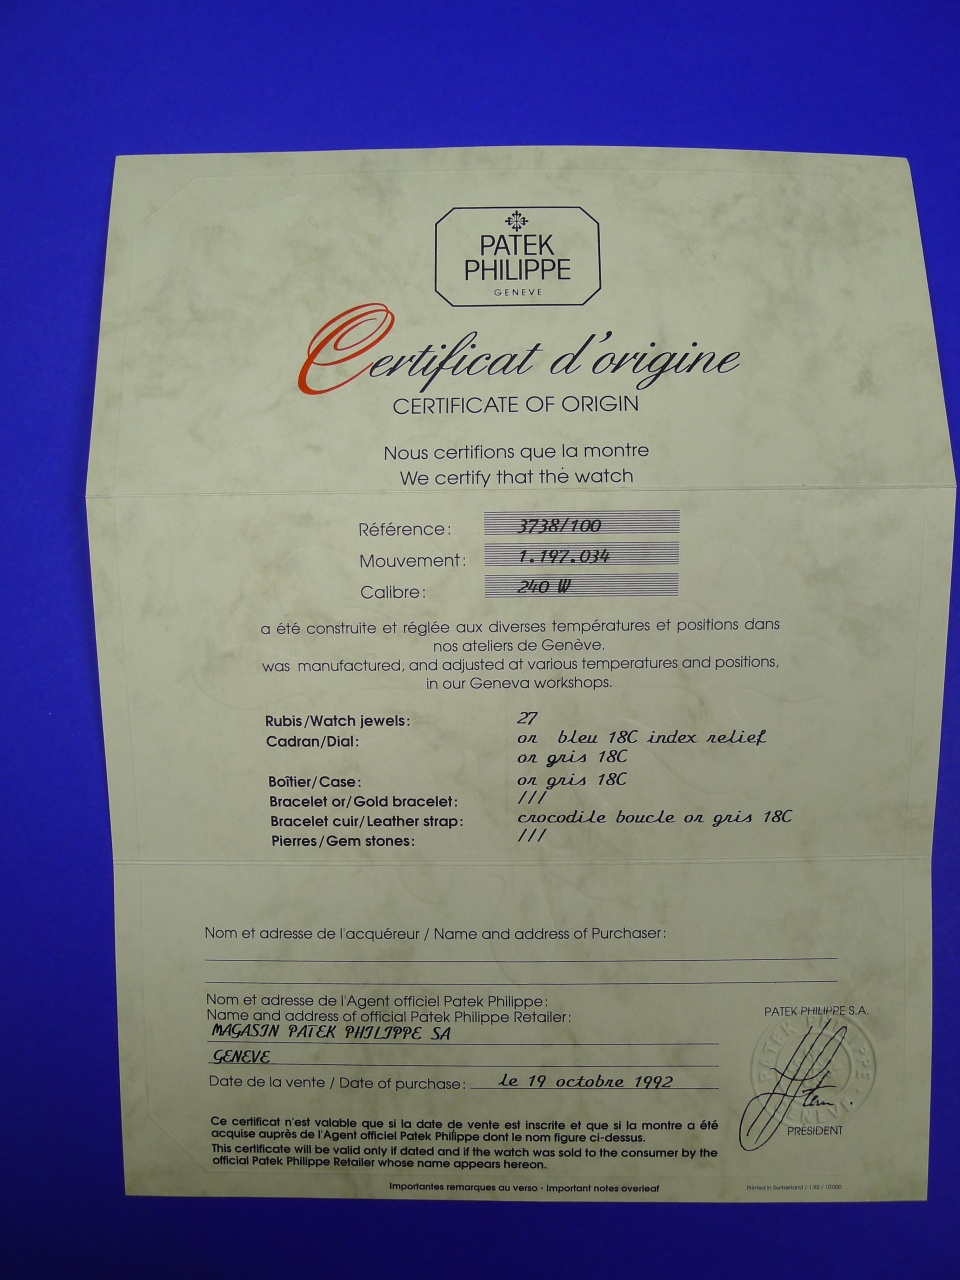 PATEK
PHILIPPE
GENEVE
Certificat d'origine
CERTIFICATE OF ORIGIN
Nous certifions que la montre
We certify that the watch
Référence: 3738/100
Mouvement: 1.197.034
Calibre: 240 W
a été construite et réglée aux diverses températures et positions dans
nos ateliers de Genève.
was manufactured, and adjusted at various temperatures and positions,
in our Geneva workshops.
Rubis/Watch jewels: 27
Cadran/Dial: or bleu 18C index relief
or gris 18C
Boîtier/Case: or gris 18C
Bracelet or/Gold bracelet: ///
Bracelet cuir/Leather strap: crocodile boucle or gris 18C
Pierres/Gem stones: ///
Nom et adresse de l'acquéreur / Name and address of Purchaser:
Nom et adresse de l'Agent officiel Patek Philippe:
Name and address of official Patek Philippe Retailer:
MAGASIN PATEK PHILIPPE SA
GENEVE
Date de la vente / Date of purchase: le 19 octobre 1992
PATEK PHILIPPE S.A.
PATEK PHILIPPE
PRÉSIDENT
Ce certificat n'est valable que si la date de vente est inscrite et que si la montre a été
acquise auprès de l'Agent officiel Patek Philippe dont le nom figure ci-dessus.
This certificate will be valid only if dated and if the watch was sold to the consumer by the
official Patek Philippe Retailer whose name appears hereon.
Importantes remarques au verso · Important notes overleaf
Printed in Switzerland / 1.92 / 10'000